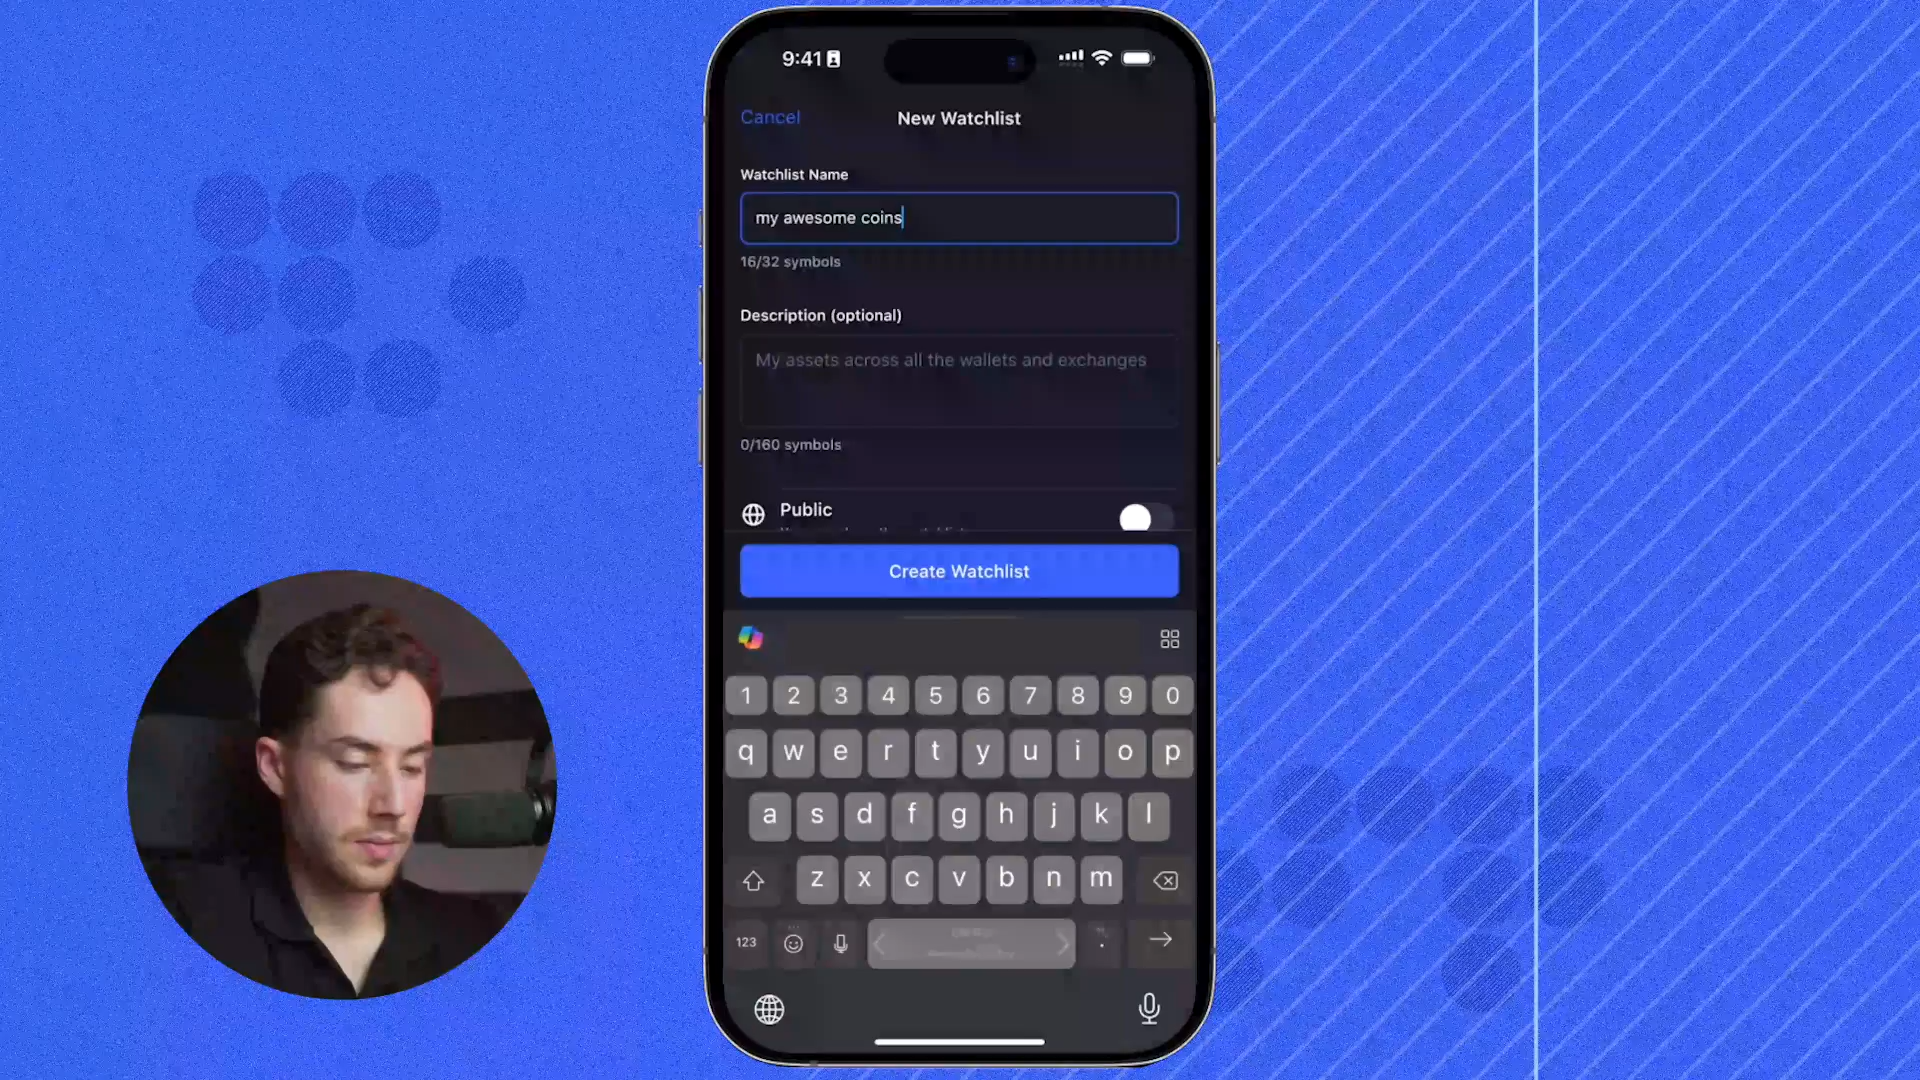 9:41
Cancel
New Watchlist
Watchlist Name
my awesome coins
16/32 symbols
Description (optional)
My assets across all the wallets and exchanges
0/160 symbols
Public
Create Watchlist
1 2 3 4 5 6 7 8 9 0
q w e r t y u i o p
a s d f g h j k l
z x c v b n m
123